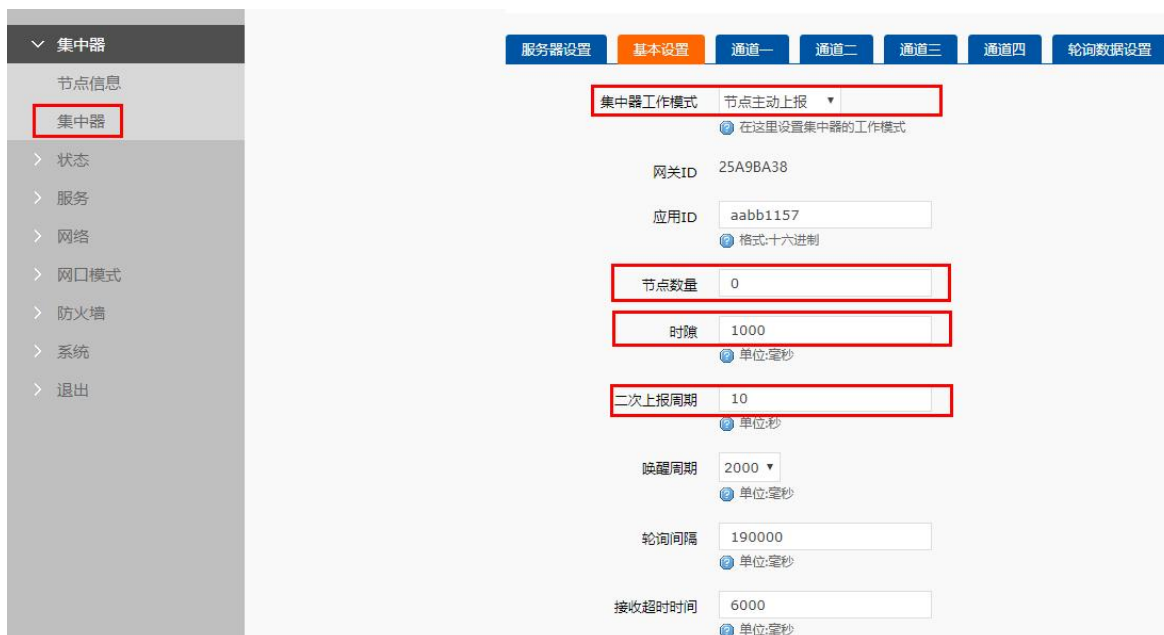 集中器
节点信息
集中器
状态
服务
网络
网口模式
防火墙
系统
退出
服务器设置 基本设置 通道一 通道二 通道三 通道四 轮询数据设置
集中器工作模式 节点主动上报
在这里设置集中器的工作模式
网关ID 25A9BA38
应用ID aabb1157
格式:十六进制
节点数量 0
时隙 1000
单位:毫秒
二次上报周期 10
单位:秒
唤醒周期 2000
单位:毫秒
轮询间隔 190000
单位:毫秒
接收超时时间 6000
单位:毫秒